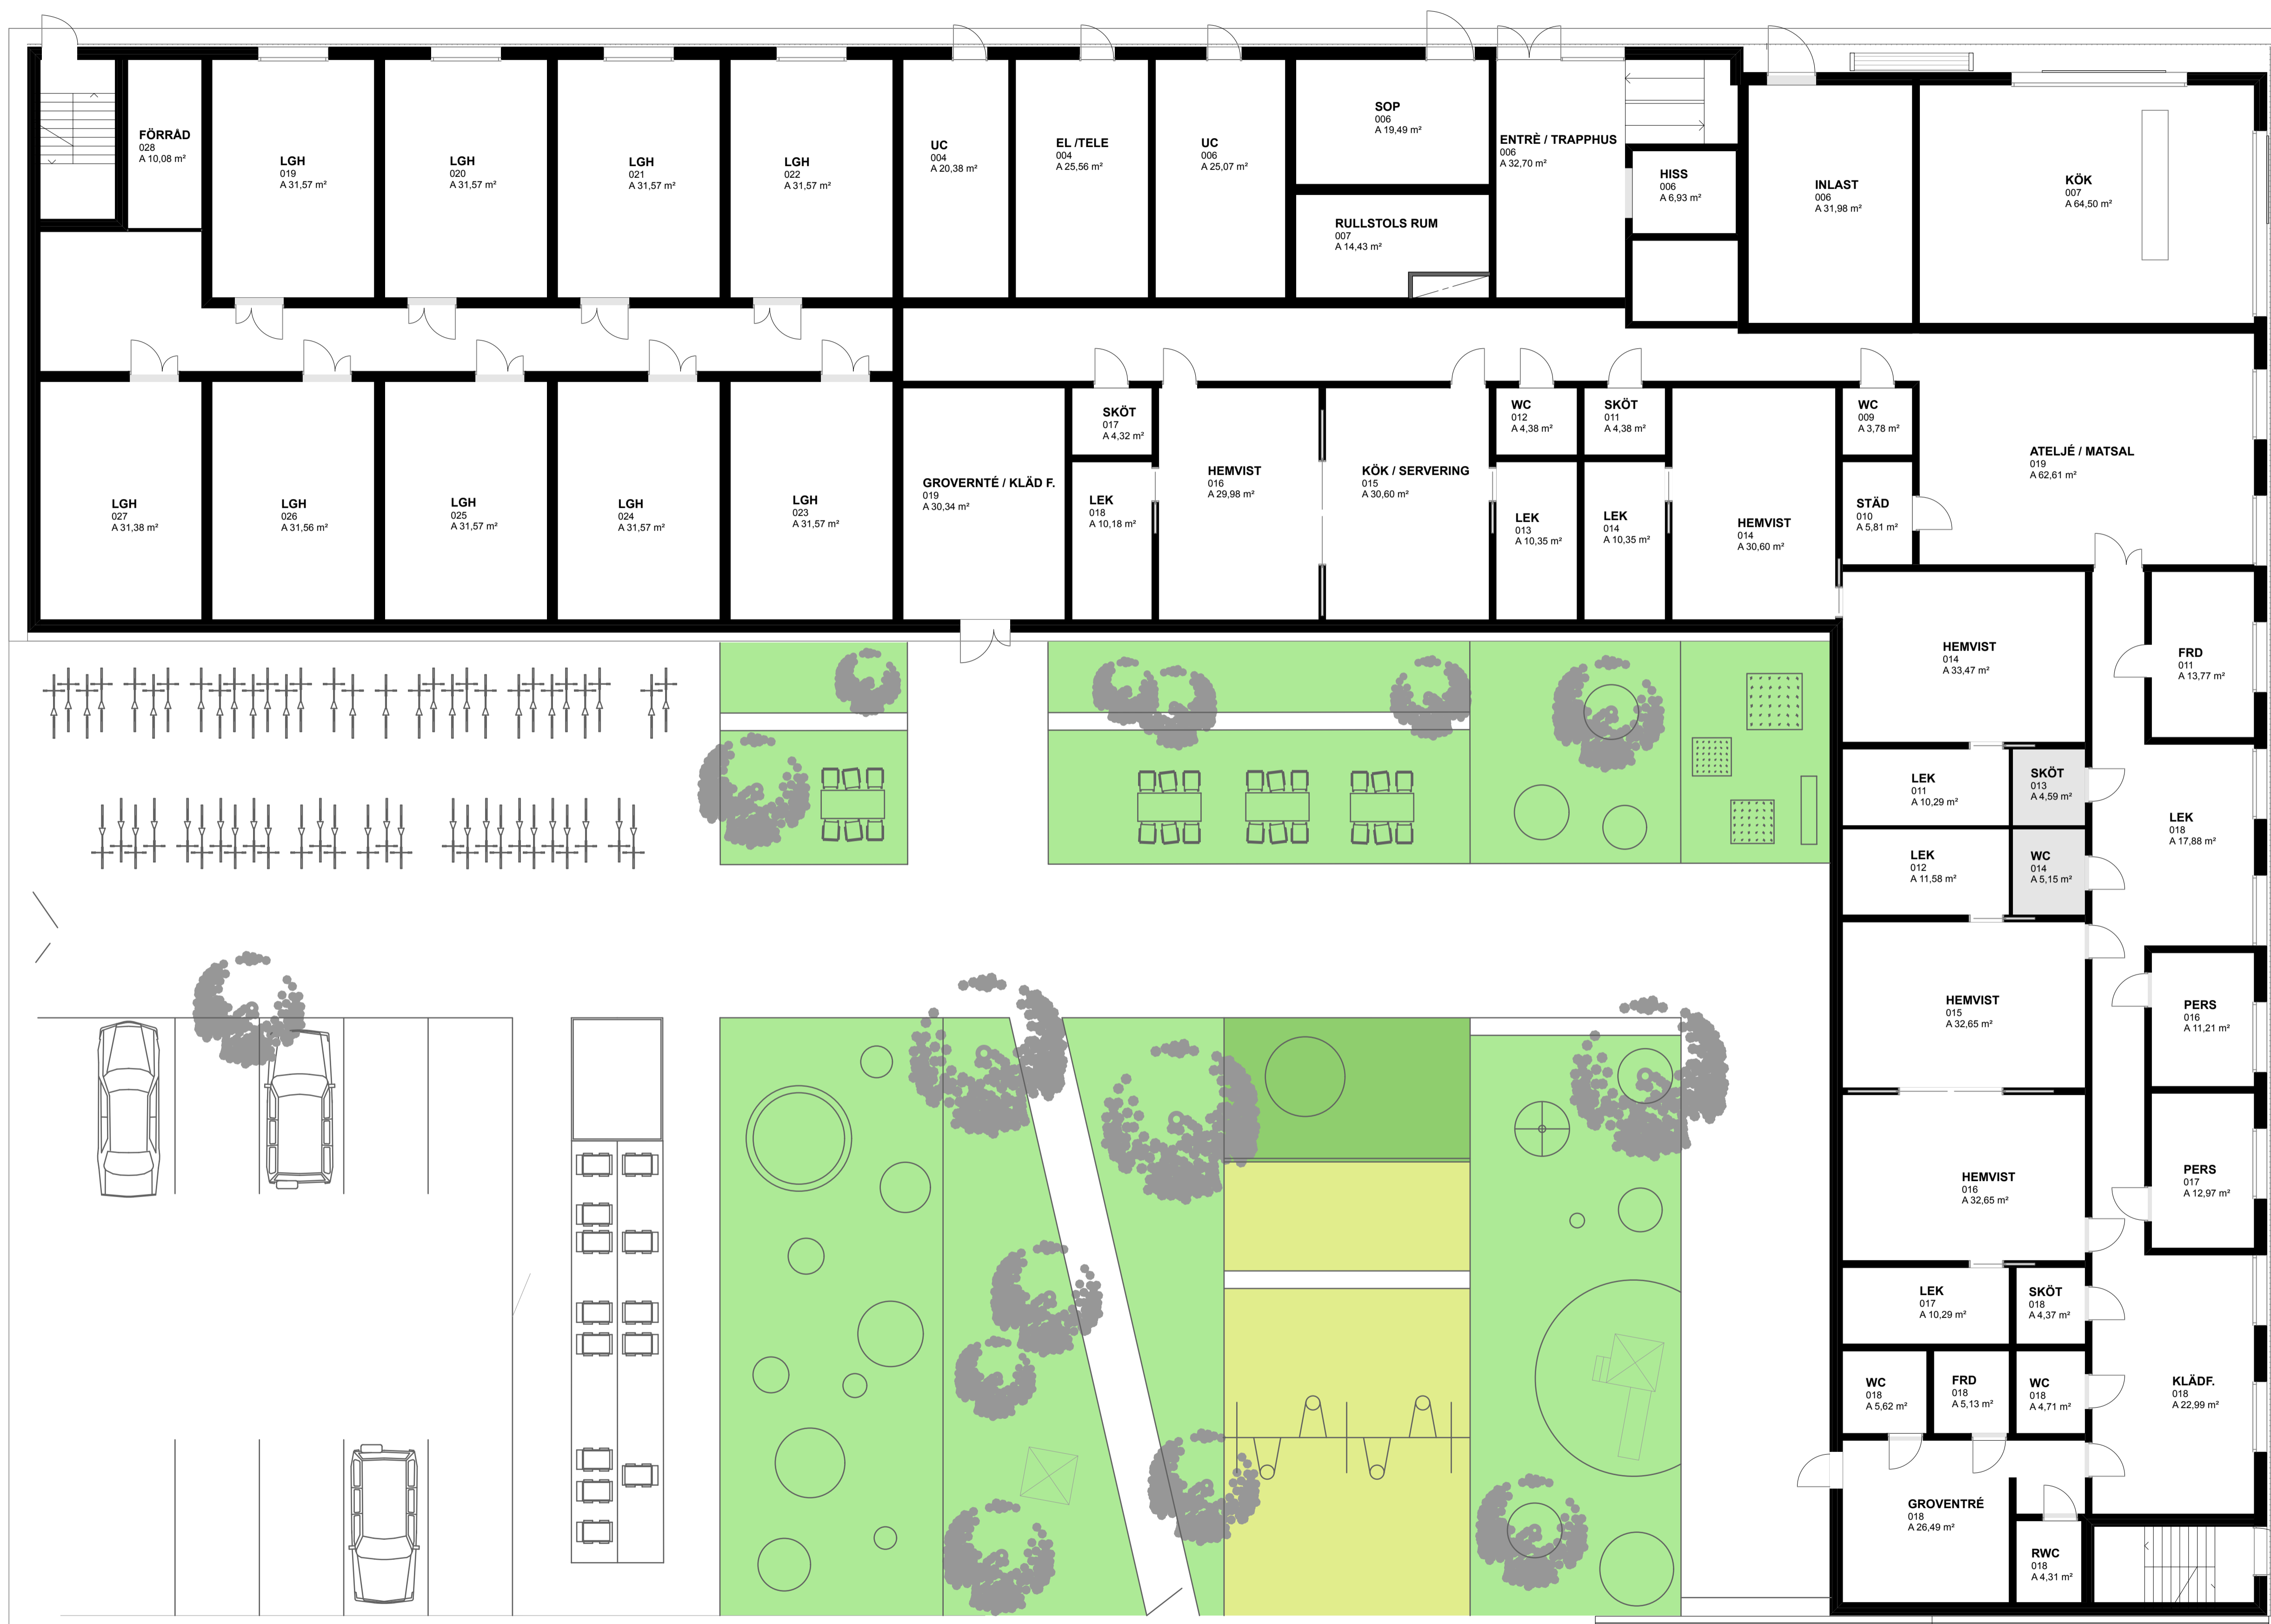 FÖRRÅD
028
A 10,08 m²
LGH
019
A 31,57 m²
LGH
020
A 31,57 m²
LGH
021
A 31,57 m²
LGH
022
A 31,57 m²
UC
004
A 20,38 m²
EL /TELE
004
A 25,56 m²
UC
006
A 25,07 m²
SOP
006
A 19,49 m²
RULLSTOLS RUM
007
A 14,43 m²
ENTRÈ / TRAPPHUS
006
A 32,70 m²
HISS
006
A 6,93 m²
INLAST
006
A 31,98 m²
KÖK
007
A 64,50 m²
LGH
027
A 31,38 m²
LGH
026
A 31,56 m²
LGH
025
A 31,57 m²
LGH
024
A 31,57 m²
LGH
023
A 31,57 m²
GROVERNTÉ / KLÄD F.
019
A 30,34 m²
SKÖT
017
A 4,32 m²
LEK
018
A 10,18 m²
HEMVIST
016
A 29,98 m²
KÖK / SERVERING
015
A 30,60 m²
WC
012
A 4,38 m²
SKÖT
011
A 4,38 m²
LEK
013
A 10,35 m²
LEK
014
A 10,35 m²
HEMVIST
014
A 30,60 m²
WC
009
A 3,78 m²
STÄD
010
A 5,81 m²
ATELJÉ / MATSAL
019
A 62,61 m²
HEMVIST
014
A 33,47 m²
FRD
011
A 13,77 m²
LEK
011
A 10,29 m²
SKÖT
013
A 4,59 m²
LEK
012
A 11,58 m²
WC
014
A 5,15 m²
LEK
018
A 17,88 m²
HEMVIST
015
A 32,65 m²
PERS
016
A 11,21 m²
HEMVIST
016
A 32,65 m²
PERS
017
A 12,97 m²
LEK
017
A 10,29 m²
SKÖT
018
A 4,37 m²
WC
018
A 5,62 m²
FRD
018
A 5,13 m²
WC
018
A 4,71 m²
KLÄDF.
018
A 22,99 m²
GROVENTRÉ
018
A 26,49 m²
RWC
018
A 4,31 m²